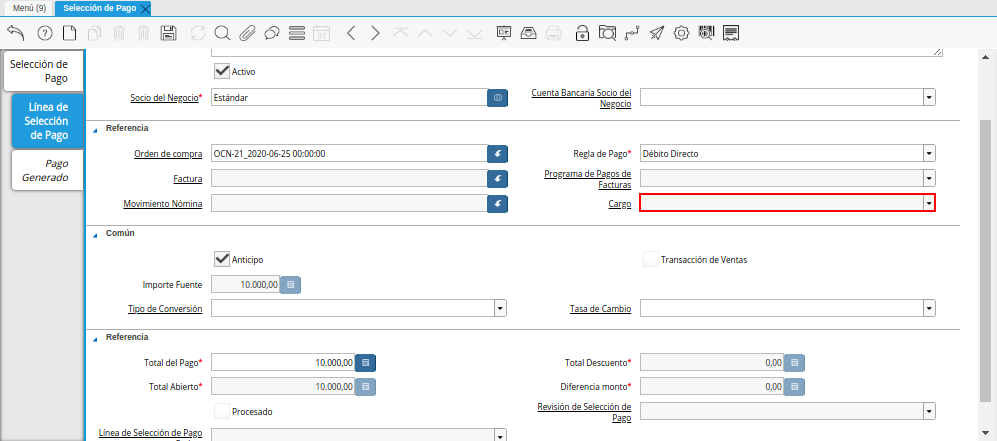 Menú (9)
Selección de Pago
Selección de
Pago
Línea de
Selección
de Pago
Pago
Generado
Activo
Socio del Negocio*
Estándar
Cuenta Bancaria Socio del
Negocio
Referencia
Orden de compra
OCN-21_2020-06-25 00:00:00
Regla de Pago*
Débito Directo
Factura
Programa de Pagos de
Facturas
Movimiento Nómina
Cargo
Común
Anticipo
Transacción de Ventas
Importe Fuente
10.000,00
Tipo de Conversión
Tasa de Cambio
Referencia
Total del Pago*
10.000,00
Total Descuento*
0,00
Total Abierto*
10.000,00
Diferencia monto*
0,00
Procesado
Revisión de Selección de
Pago
Línea de Selección de Pago